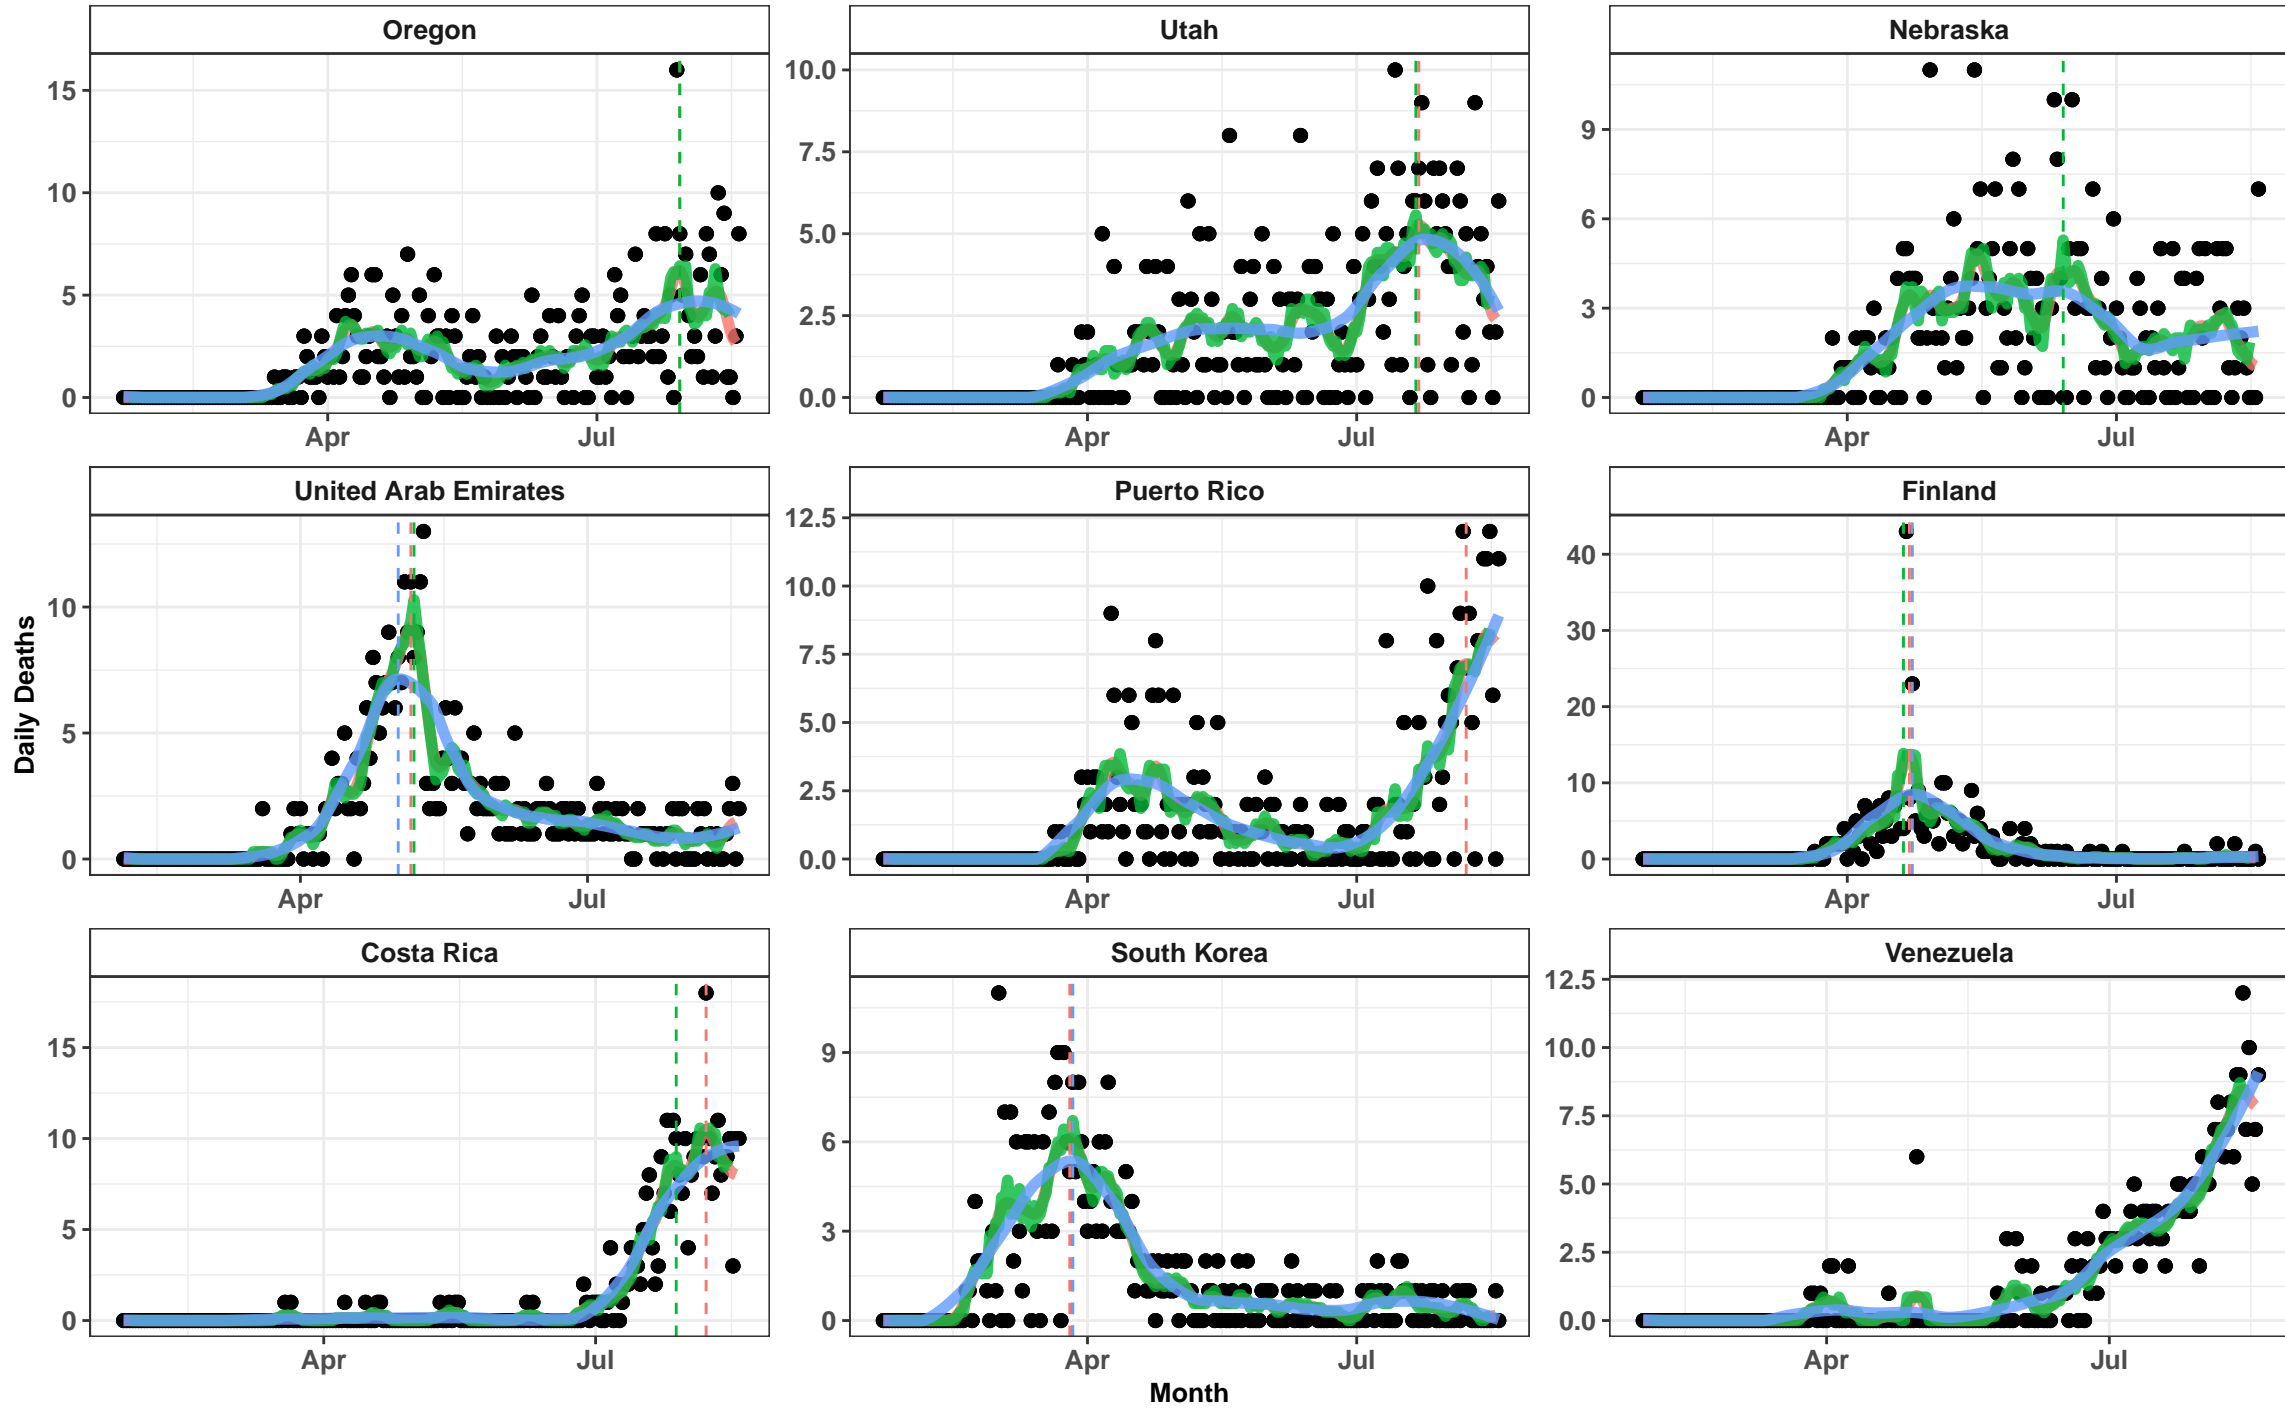 Oregon Utah Nebraska
15
10
5
0
Apr Jul
10.0
7.5
5.0
2.5
0.0
Apr Jul
9
6
3
0
Apr Jul
United Arab Emirates Puerto Rico Finland
10
5
0
Apr Jul
12.5
10.0
7.5
5.0
2.5
0.0
Apr Jul
40
30
20
10
0
Apr Jul
Daily Deaths
Costa Rica South Korea Venezuela
15
10
5
0
Apr Jul
9
6
3
0
Apr Jul
12.5
10.0
7.5
5.0
2.5
0.0
Apr Jul
Month